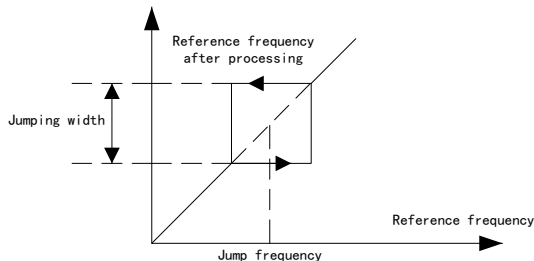 Reference frequency
after processing
Jumping width
Reference frequency
Jump frequency